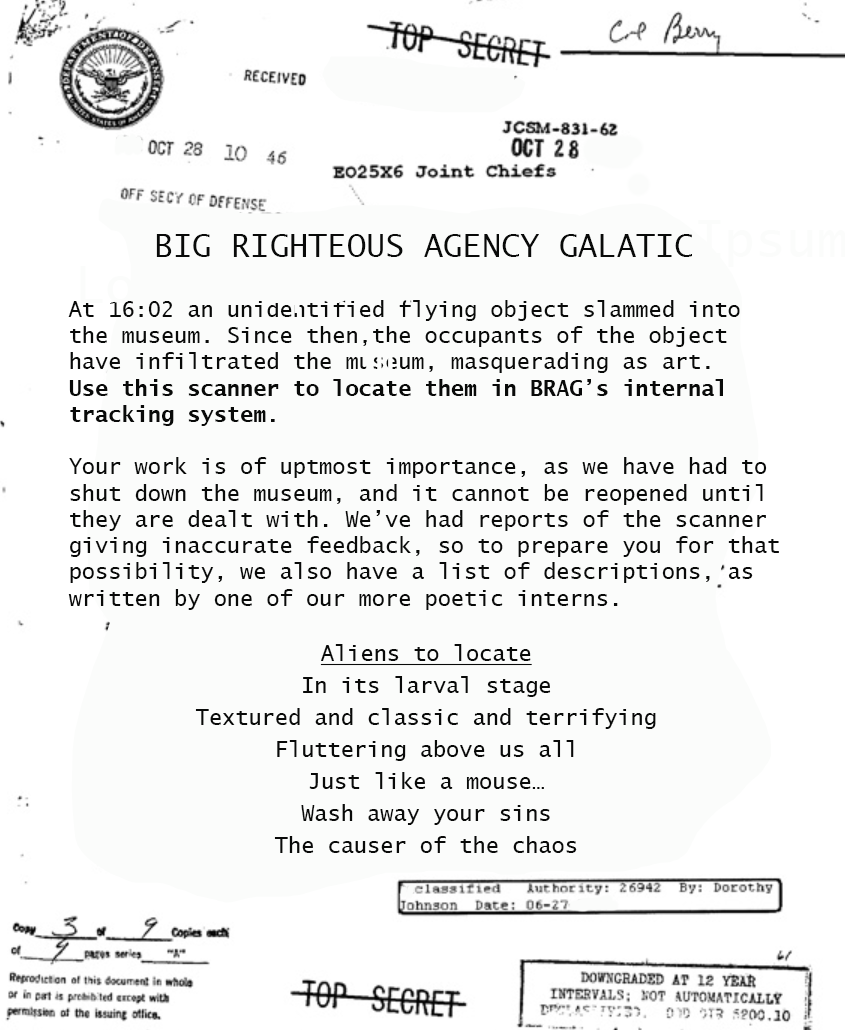 Col Berry
TOP SECRET
RECEIVED
JCSM-831-62
OCT 28
OCT 28 10 46
EO25X6 Joint Chiefs
OFF SECY OF DEFENSE
BIG RIGHTEOUS AGENCY GALATIC
At 16:02 an unidentified flying object slammed into
the museum. Since then, the occupants of the object
have infiltrated the museum, masquerading as art.
Use this scanner to locate them in BRAG’s internal
tracking system.
Your work is of uptmost importance, as we have had to
shut down the museum, and it cannot be reopened until
they are dealt with. We’ve had reports of the scanner
giving inaccurate feedback, so to prepare you for that
possibility, we also have a list of descriptions, as
written by one of our more poetic interns.
Aliens to locate
In its larval stage
Textured and classic and terrifying
Fluttering above us all
Just like a mouse…
Wash away your sins
The causer of the chaos
classified Authority: 26942 By: Dorothy
Johnson Date: 06-27
Copy 3 of 9 Copies each
of 9 pages series "A"
Reproduction of this document in whole
or in part is prohibited except with
permission of the issuing office.
TOP SECRET
61
DOWNGRADED AT 12 YEAR
INTERVALS; NOT AUTOMATICALLY
DECLASSIFIED. DOD DIR 5200.10